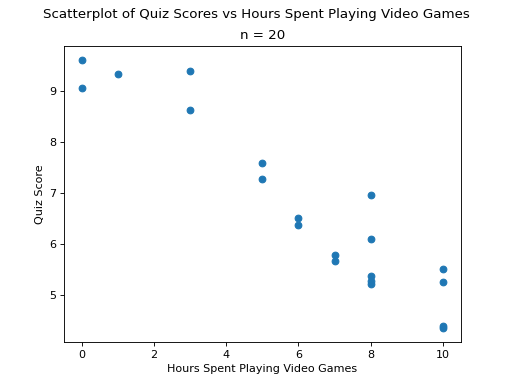 Scatterplot of Quiz Scores vs Hours Spent Playing Video Games
n = 20
9
8
7
6
5
Quiz Score
0 2 4 6 8 10
Hours Spent Playing Video Games